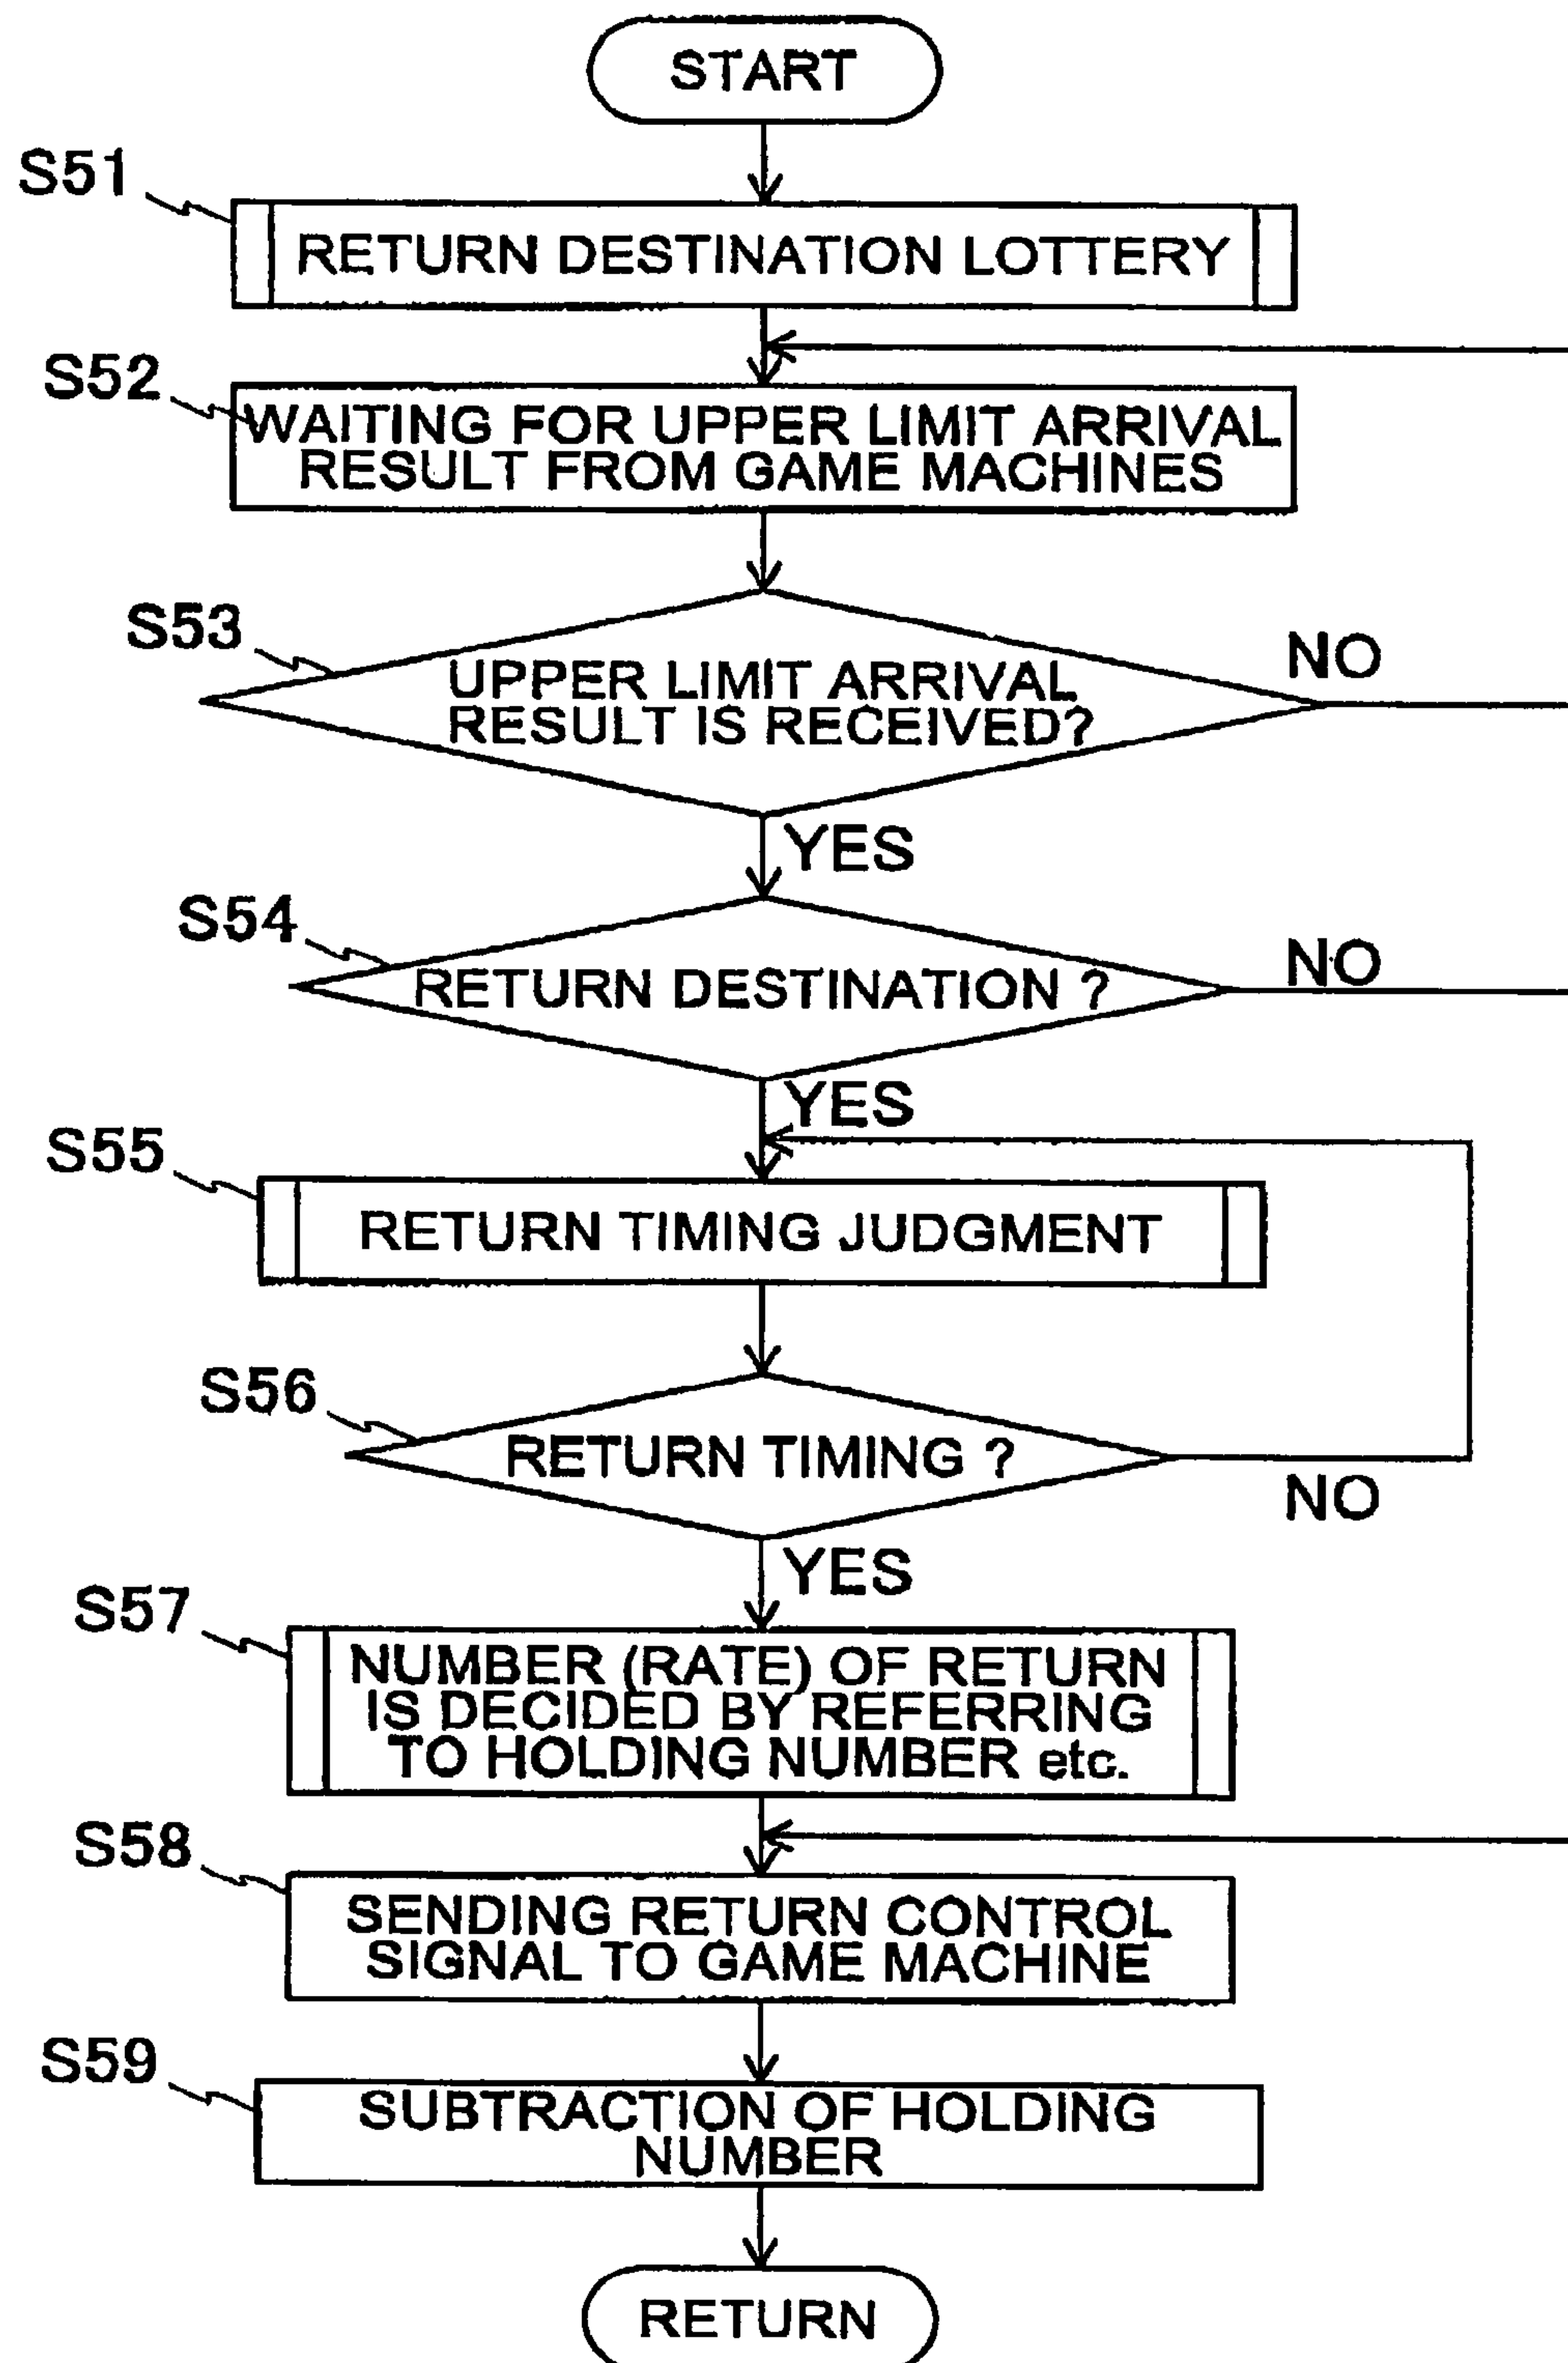 START
S51
RETURN DESTINATION LOTTERY
S52
WAITING FOR UPPER LIMIT ARRIVAL
RESULT FROM GAME MACHINES
S53
UPPER LIMIT ARRIVAL
RESULT IS RECEIVED?
NO
YES
S54
RETURN DESTINATION ?
NO
YES
S55
RETURN TIMING JUDGMENT
S56
RETURN TIMING ?
NO
YES
S57
NUMBER (RATE) OF RETURN
IS DECIDED BY REFERRING
TO HOLDING NUMBER etc.
S58
SENDING RETURN CONTROL
SIGNAL TO GAME MACHINE
S59
SUBTRACTION OF HOLDING
NUMBER
RETURN